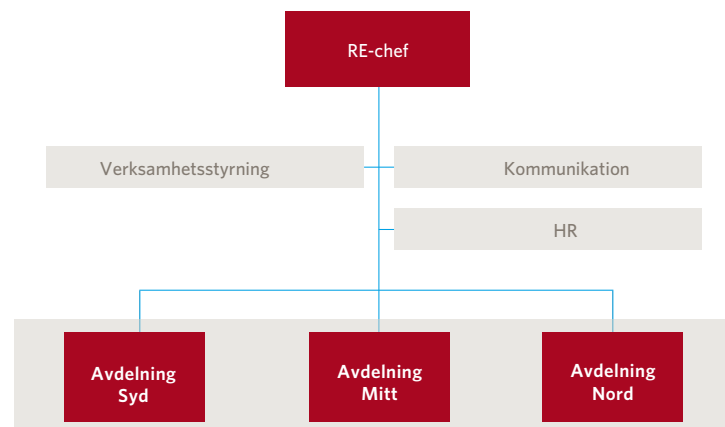 RE-chef
Verksamhetsstyrning
Kommunikation
HR
Avdelning
Syd
Avdelning
Mitt
Avdelning
Nord